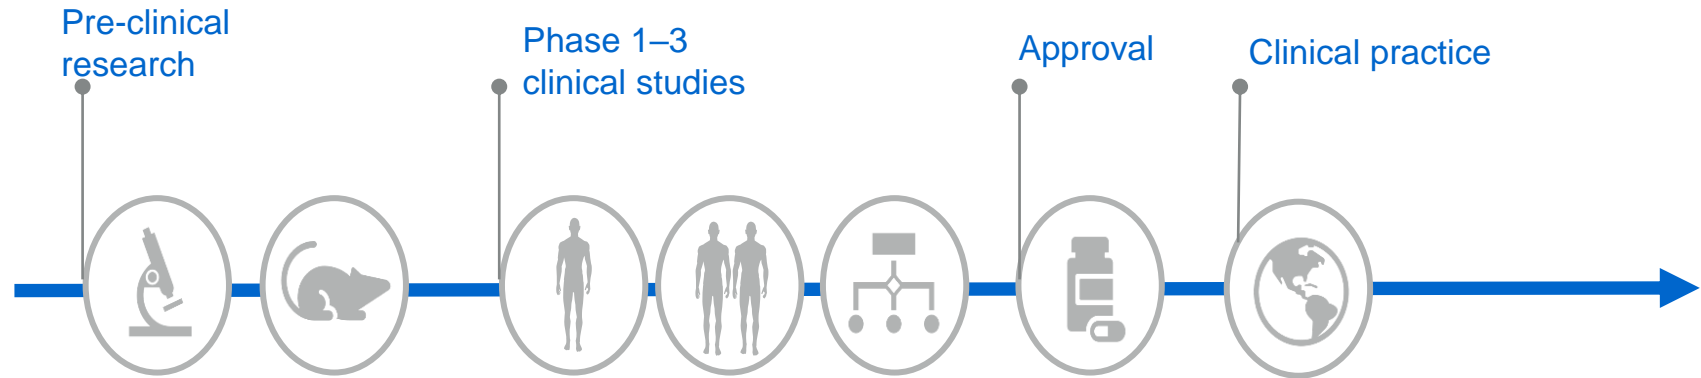 Pre-clinical
research
Phase 1–3
clinical studies
Approval
Clinical practice